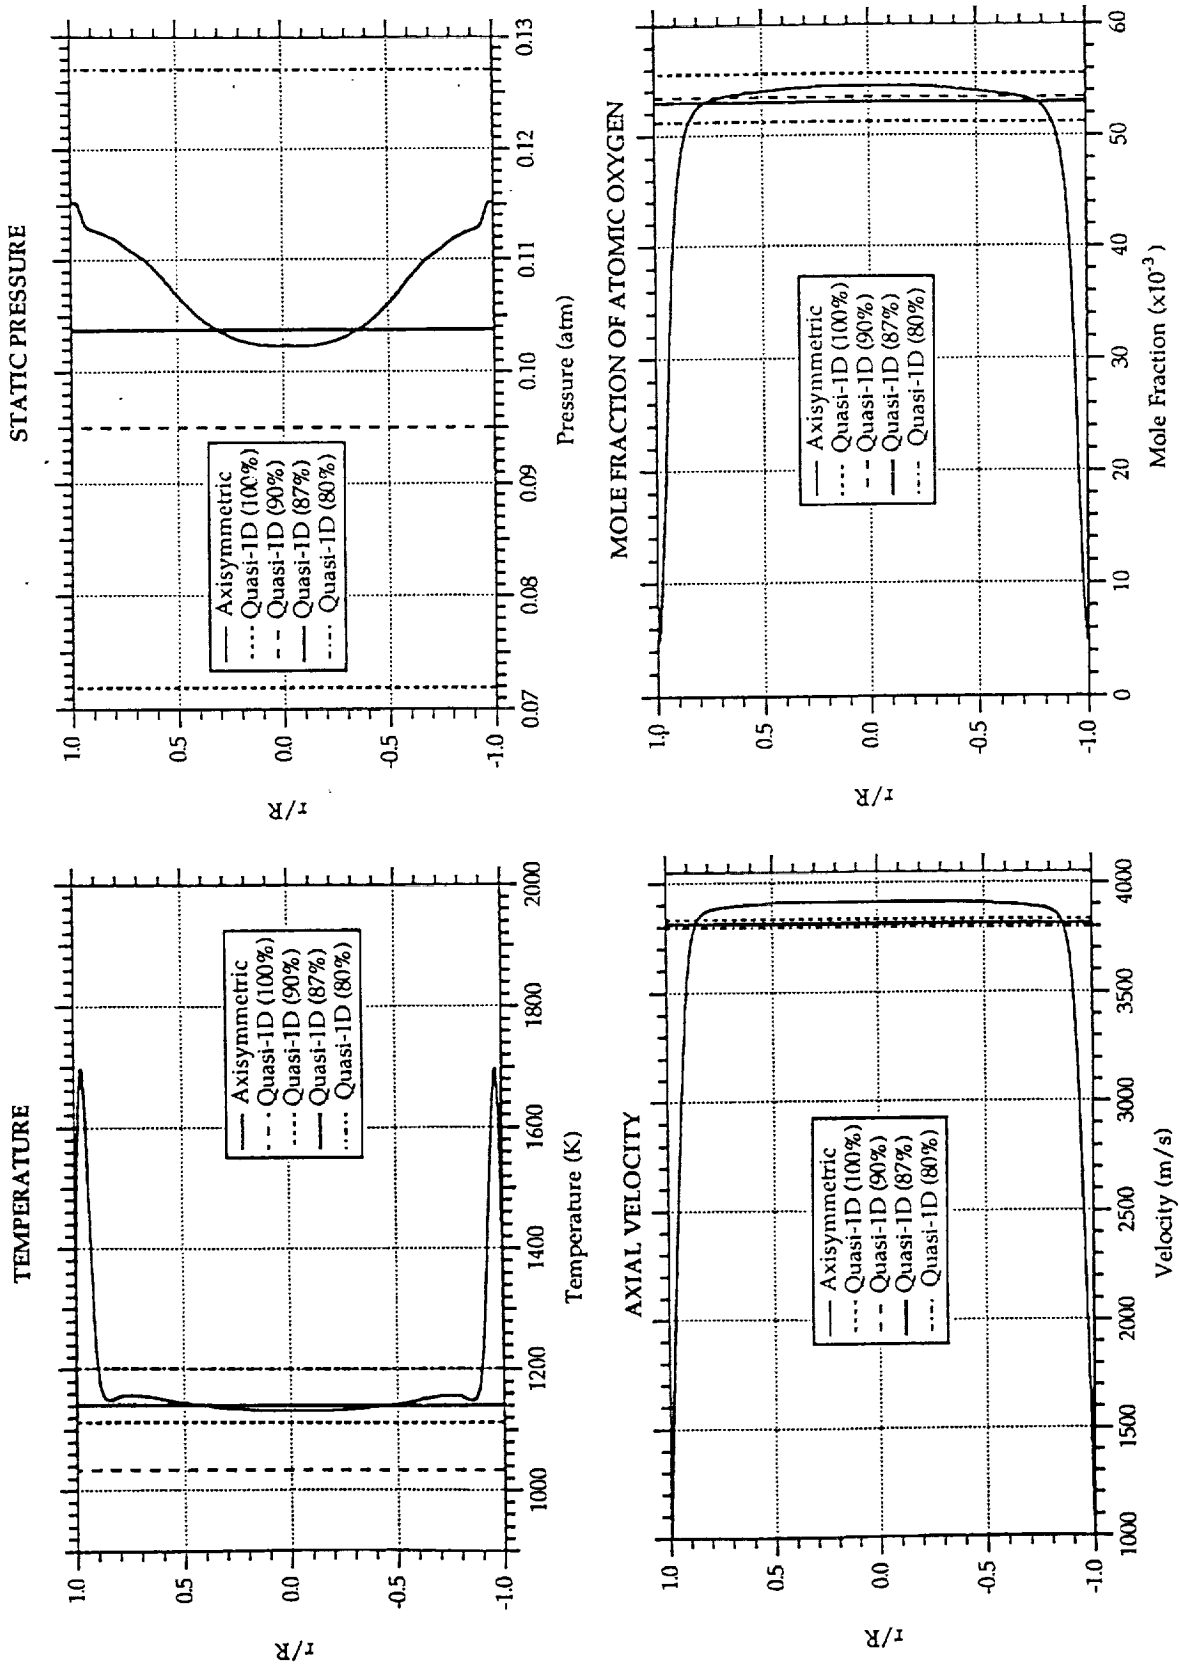 TEMPERATURE
r/R
1.0
0.5
0.0
-0.5
-1.0
Axisymmetric
Quasi-1D (100%)
Quasi-1D (90%)
Quasi-1D (87%)
Quasi-1D (80%)
1000
1200
1400
1600
1800
2000
Temperature (K)
STATIC PRESSURE
r/R
1.0
0.5
0.0
-0.5
-1.0
Axisymmetric
Quasi-1D (100%)
Quasi-1D (90%)
Quasi-1D (87%)
Quasi-1D (80%)
0.07
0.08
0.09
0.10
0.11
0.12
0.13
Pressure (atm)
AXIAL VELOCITY
r/R
1.0
0.5
0.0
-0.5
-1.0
Axisymmetric
Quasi-1D (100%)
Quasi-1D (90%)
Quasi-1D (87%)
Quasi-1D (80%)
1000
1500
2000
2500
3000
3500
4000
Velocity (m/s)
MOLE FRACTION OF ATOMIC OXYGEN
r/R
1.0
0.5
0.0
-0.5
-1.0
Axisymmetric
Quasi-1D (100%)
Quasi-1D (90%)
Quasi-1D (87%)
Quasi-1D (80%)
0
10
20
30
40
50
60
Mole Fraction (x10⁻³)